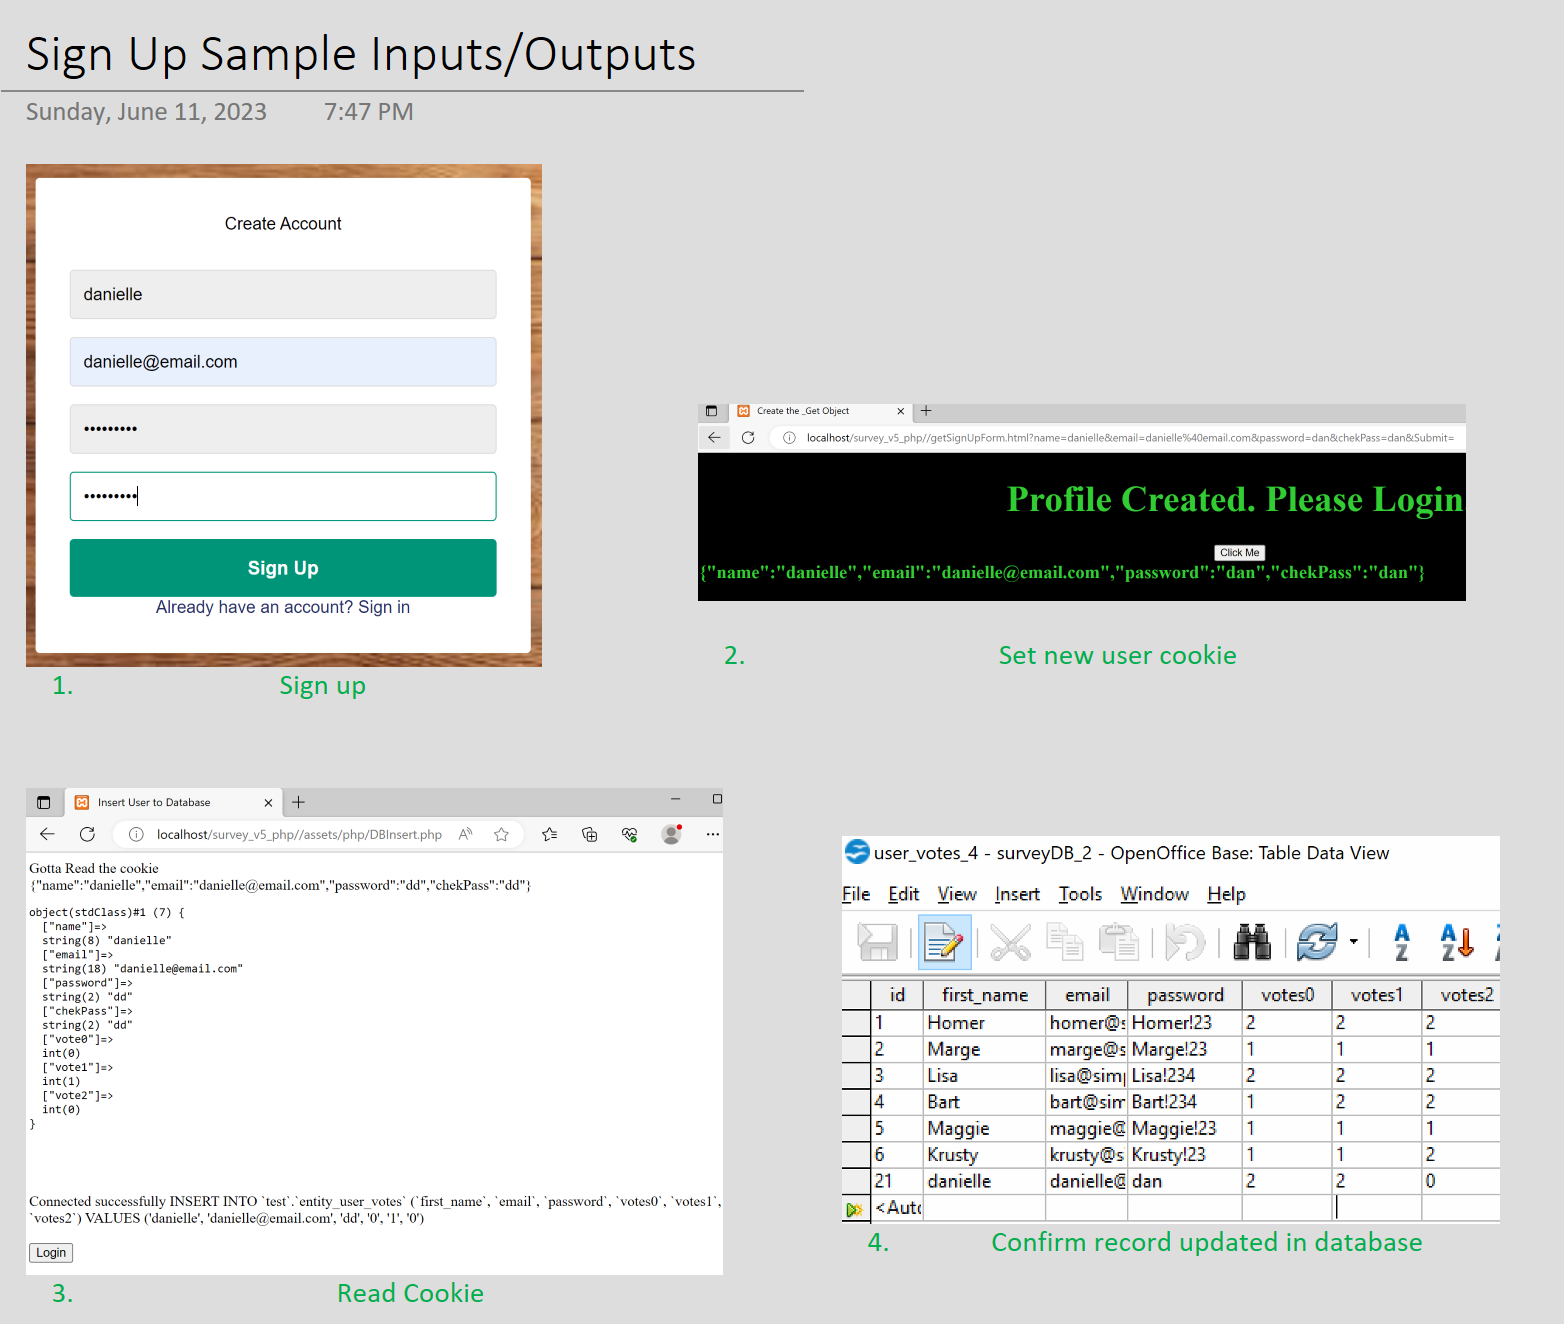 Sign Up Sample Inputs/Outputs
Sunday, June 11, 2023 7:47 PM
Create Account
danielle
danielle@email.com
•••••••••
•••••••••
Sign Up
Already have an account? Sign in
1. Sign up
Create the _Get Object
localhost/survey_v5_php//getSignUpForm.html?name=danielle&email=danielle%40email.com&password=dan&chekPass=dan&Submit=
Profile Created. Please Login
Click Me
{"name":"danielle","email":"danielle@email.com","password":"dan","chekPass":"dan"}
2. Set new user cookie
Insert User to Database
localhost/survey_v5_php//assets/php/DBInsert.php
Gotta Read the cookie
{"name":"danielle","email":"danielle@email.com","password":"dd","chekPass":"dd"}
object(stdClass)#1 (7) {
["name"]=>
string(8) "danielle"
["email"]=>
string(18) "danielle@email.com"
["password"]=>
string(2) "dd"
["chekPass"]=>
string(2) "dd"
["vote0"]=>
int(0)
["vote1"]=>
int(1)
["vote2"]=>
int(0)
}
Connected successfully INSERT INTO `test`.`entity_user_votes` (`first_name`, `email`, `password`, `votes0`, `votes1`,
`votes2`) VALUES ('danielle', 'danielle@email.com', 'dd', '0', '1', '0')
Login
3. Read Cookie
user_votes_4 - surveyDB_2 - OpenOffice Base: Table Data View
File Edit View Insert Tools Window Help
id first_name email password votes0 votes1 votes2
1 Homer homer@s Homer!23 2 2 2
2 Marge marge@s Marge!23 1 1 1
3 Lisa lisa@simp Lisa!234 2 2 2
4 Bart bart@sim Bart!234 1 2 2
5 Maggie maggie@ Maggie!23 1 1 1
6 Krusty krusty@s Krusty!23 1 1 2
21 danielle danielle@ dan 2 2 0
<Auto
4. Confirm record updated in database